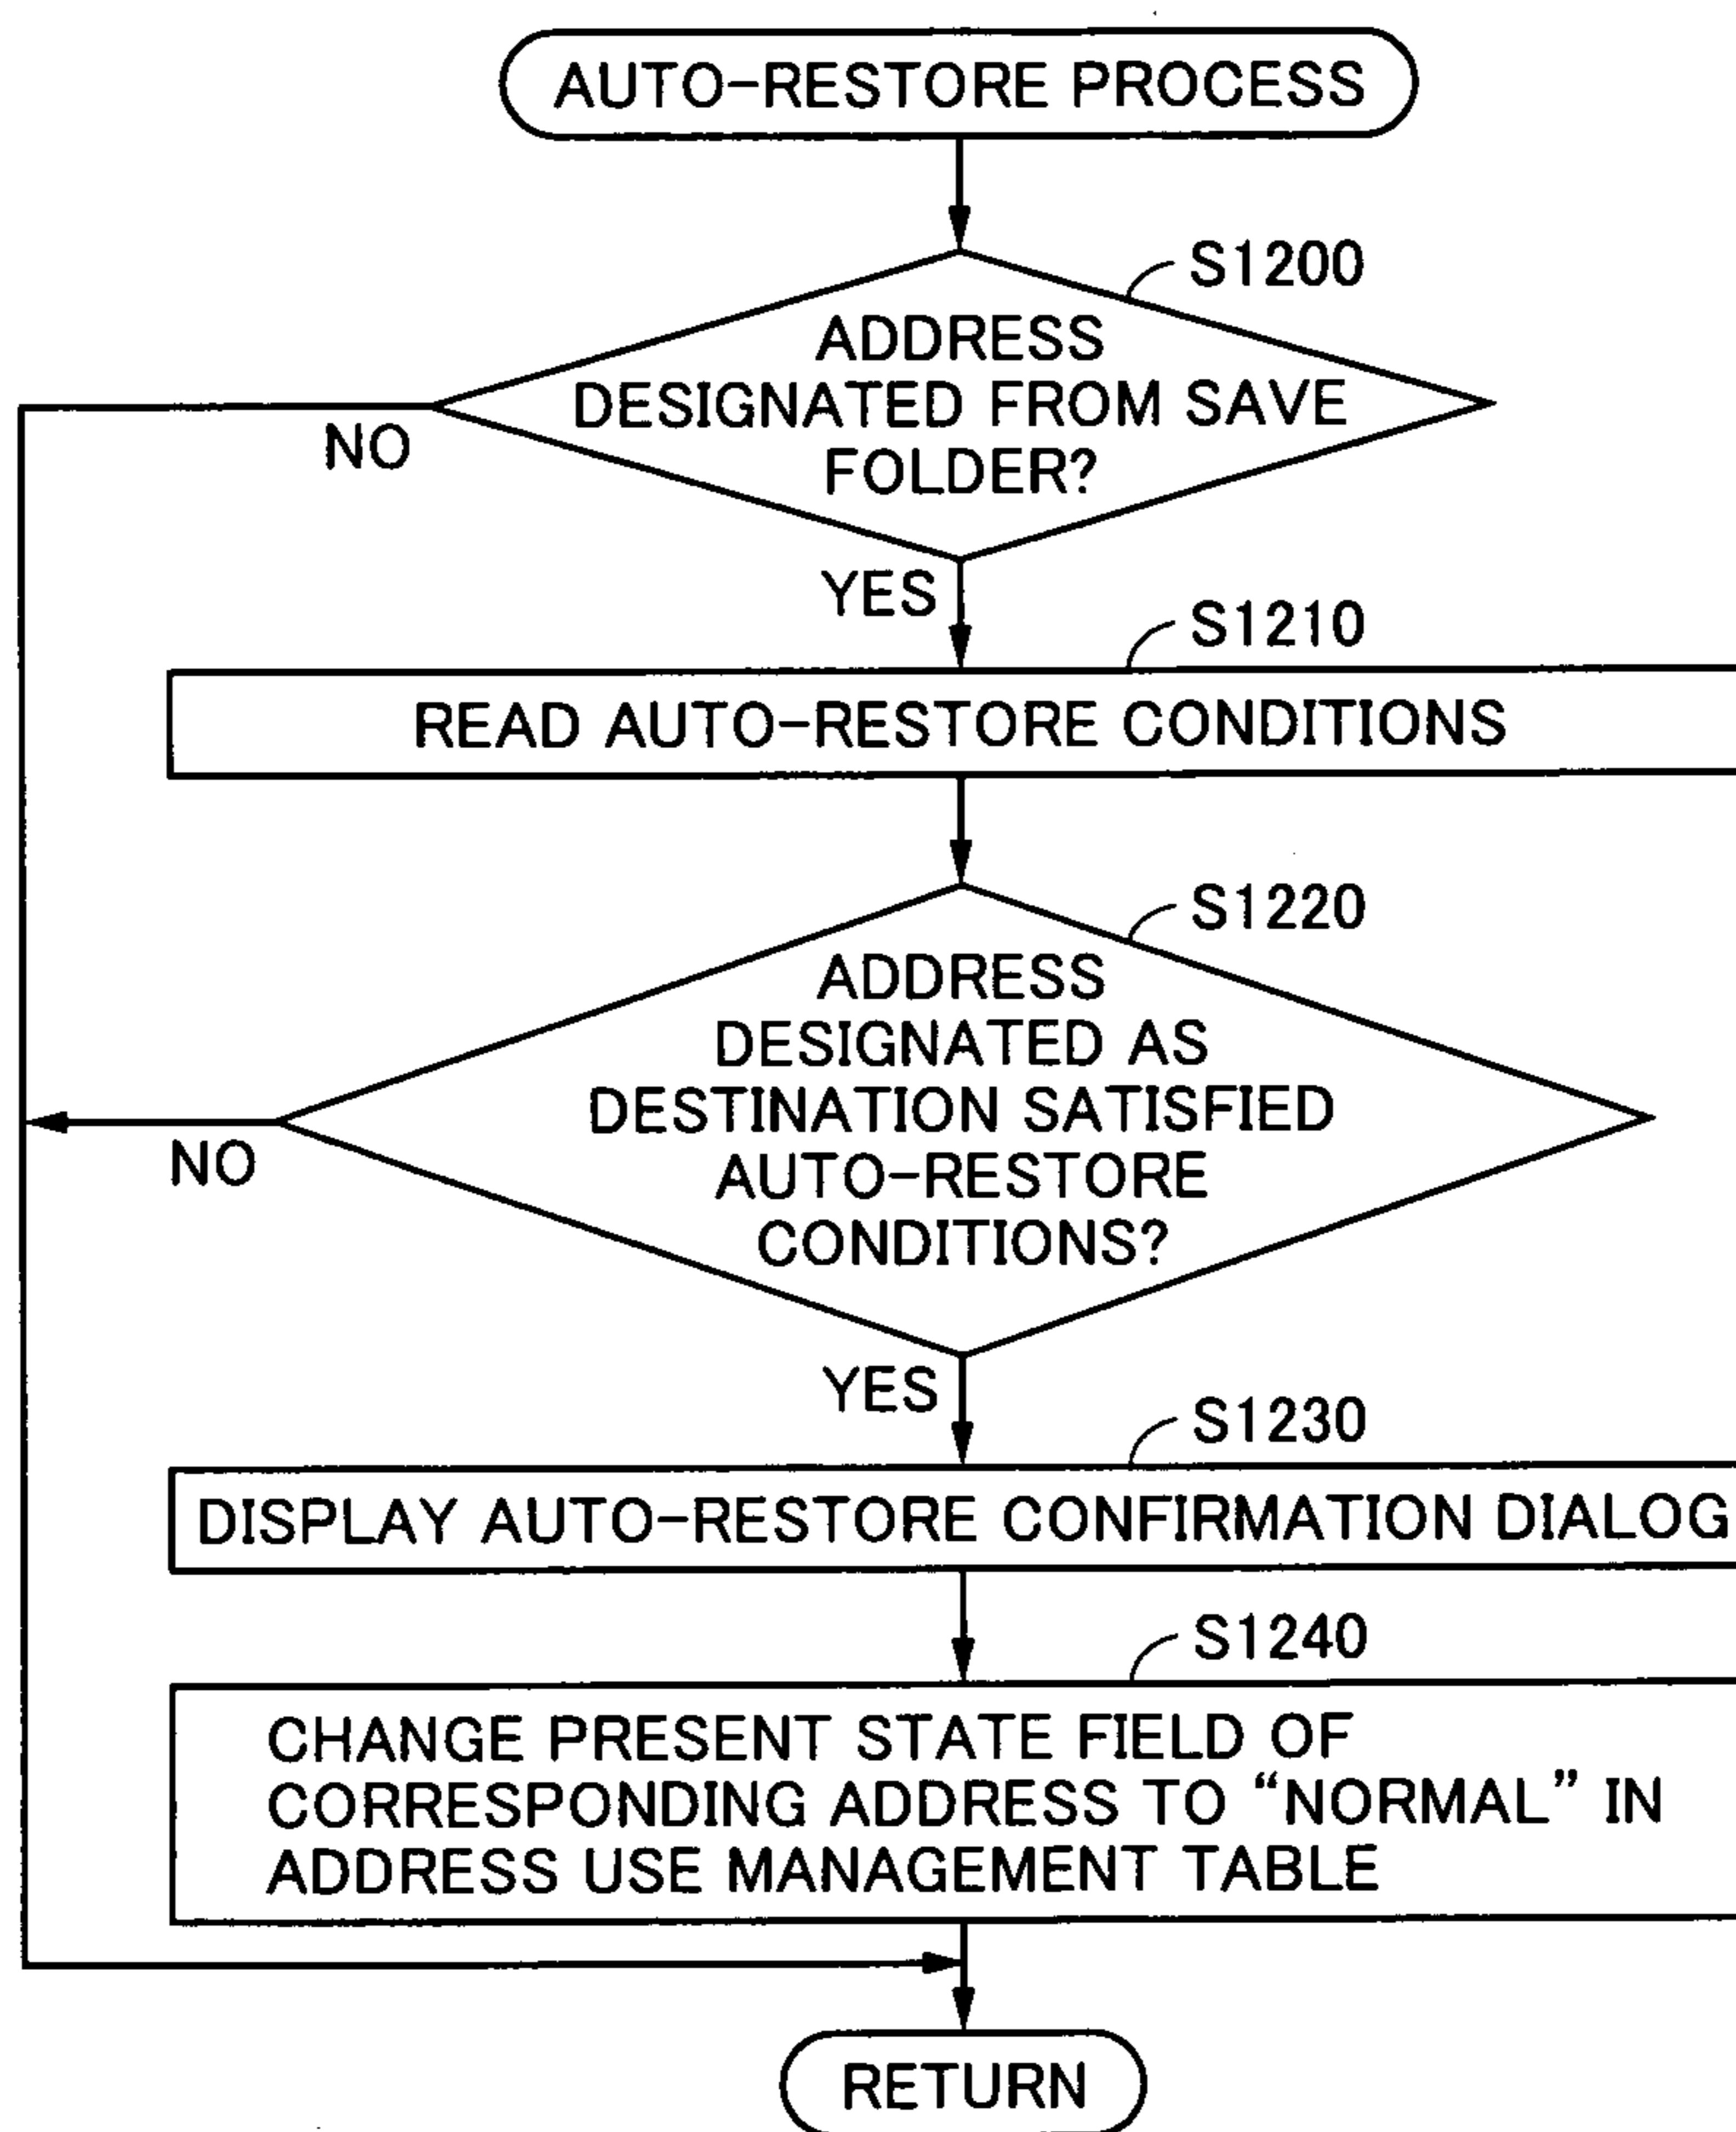 AUTO-RESTORE PROCESS
S1200
ADDRESS
DESIGNATED FROM SAVE
FOLDER?
NO
YES
S1210
READ AUTO-RESTORE CONDITIONS
S1220
ADDRESS
DESIGNATED AS
DESTINATION SATISFIED
AUTO-RESTORE
CONDITIONS?
NO
YES
S1230
DISPLAY AUTO-RESTORE CONFIRMATION DIALOG
S1240
CHANGE PRESENT STATE FIELD OF
CORRESPONDING ADDRESS TO “NORMAL” IN
ADDRESS USE MANAGEMENT TABLE
RETURN